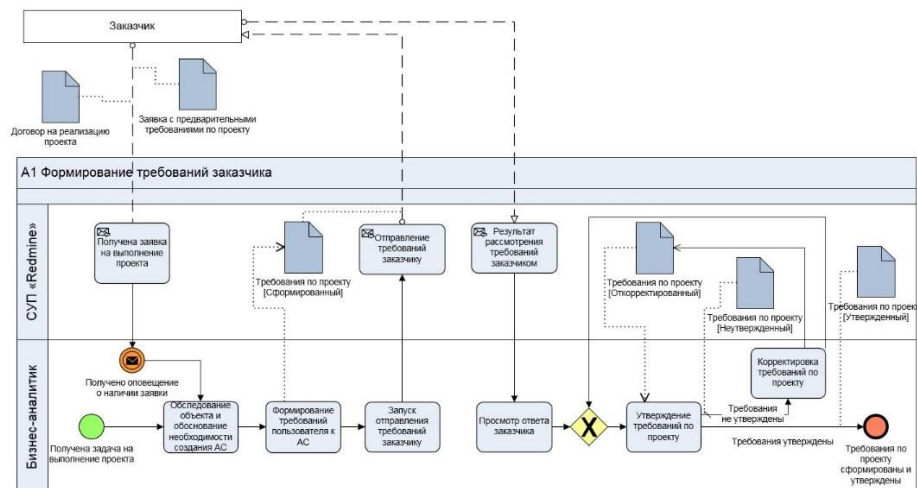 Заказчик
Договор на реализацию
проекта
Заявка с предварительными
требованиями по проекту
А1 Формирование требований заказчика
СУП «Redmine»
Получена заявка
на выполнение
проекта
Требования по проекту
[Сформированный]
Отправление
требований
заказчику
Результат
рассмотрения
требований
заказчиком
Требования по проекту
[Откорректированный]
Требования по проекту
[Неутвержденный]
Требования по проекту
[Утвержденный]
Бизнес-аналитик
Получено оповещение
о наличии заявки
Получена задача на
выполнение проекта
Обследование
объекта и
обоснование
необходимости
создания АС
Формирование
требований
пользователя к
АС
Запуск
отправления
требований
заказчику
Просмотр ответа
заказчика
X
Утверждение
требований по
проекту
Корректировка
требований по
проекту
Требования
не утверждены
Требования утверждены
Требования по
проекту
сформированы и
утверждены